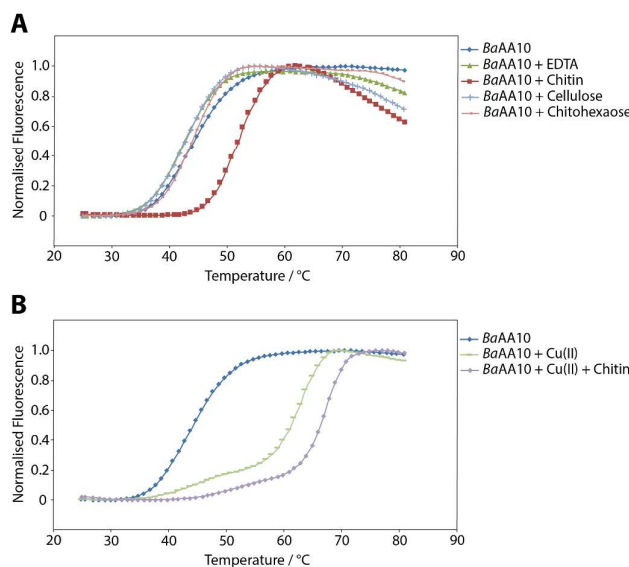 A
Normalised Fluorescence
1.0
0.8
0.6
0.4
0.2
0
20 30 40 50 60 70 80 90
Temperature / °C
BaAA10
BaAA10 + EDTA
BaAA10 + Chitin
BaAA10 + Cellulose
BaAA10 + Chitohexaose
B
Normalised Fluorescence
1.0
0.8
0.6
0.4
0.2
0
20 30 40 50 60 70 80 90
Temperature / °C
BaAA10
BaAA10 + Cu(II)
BaAA10 + Cu(II) + Chitin